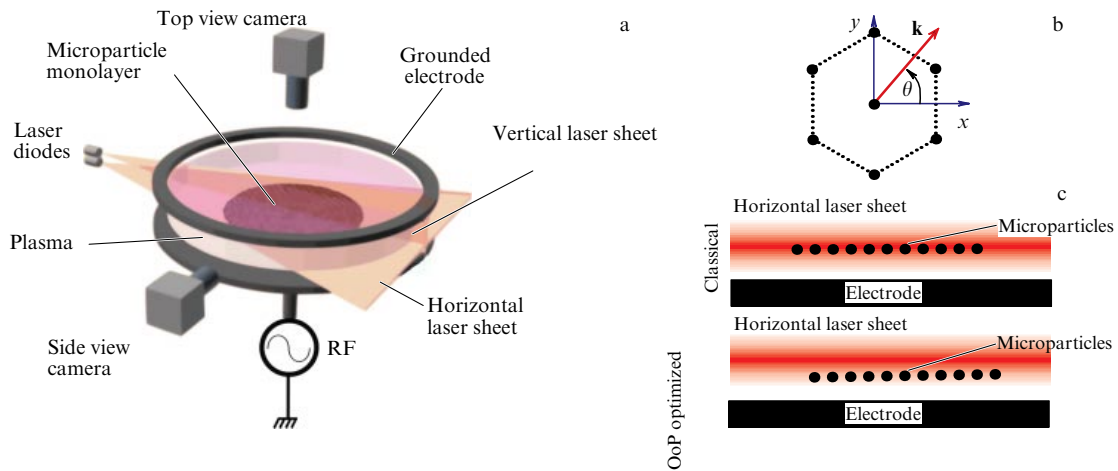 a
Top view camera
Microparticle
monolayer
Grounded
electrode
Laser
diodes
Vertical laser sheet
Plasma
Horizontal
laser sheet
Side view
camera
RF
b
y
k
θ
x
c
Classical
Horizontal laser sheet
Microparticles
Electrode
OoP optimized
Horizontal laser sheet
Microparticles
Electrode